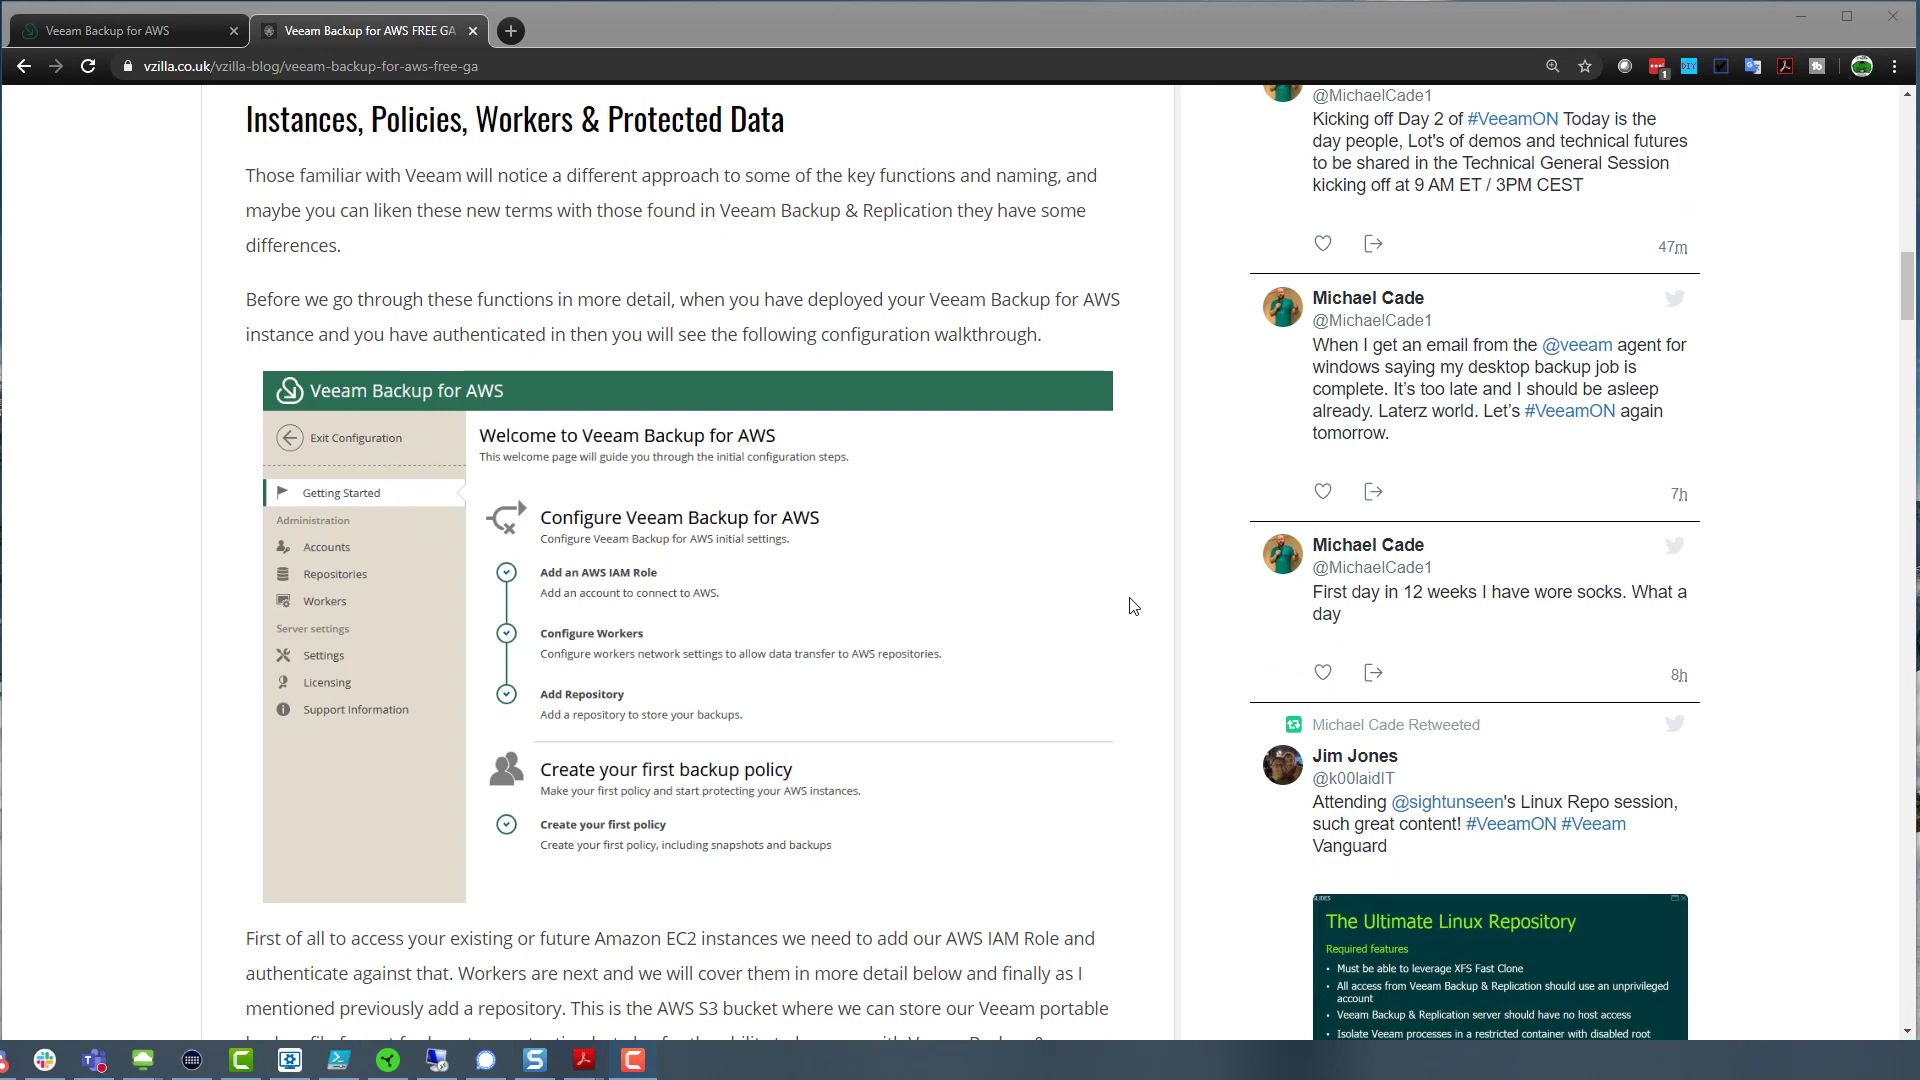 Veeam Backup for AWS
Veeam Backup for AWS FREE GA
vzilla.co.uk/vzilla-blog/veeam-backup-for-aws-free-ga
1
DIY
Instances, Policies, Workers & Protected Data
Those familiar with Veeam will notice a different approach to some of the key functions and naming, and
maybe you can liken these new terms with those found in Veeam Backup & Replication they have some
differences.
Before we go through these functions in more detail, when you have deployed your Veeam Backup for AWS
instance and you have authenticated in then you will see the following configuration walkthrough.
Veeam Backup for AWS
Exit Configuration
Getting Started
Administration
Accounts
Repositories
Workers
Server settings
Settings
Licensing
Support Information
Welcome to Veeam Backup for AWS
This welcome page will guide you through the initial configuration steps.
Configure Veeam Backup for AWS
Configure Veeam Backup for AWS initial settings.
Add an AWS IAM Role
Add an account to connect to AWS.
Configure Workers
Configure workers network settings to allow data transfer to AWS repositories.
Add Repository
Add a repository to store your backups.
Create your first backup policy
Make your first policy and start protecting your AWS instances.
Create your first policy
Create your first policy, including snapshots and backups
First of all to access your existing or future Amazon EC2 instances we need to add our AWS IAM Role and
authenticate against that. Workers are next and we will cover them in more detail below and finally as I
mentioned previously add a repository. This is the AWS S3 bucket where we can store our Veeam portable
@MichaelCade1
Kicking off Day 2 of #VeeamON Today is the
day people, Lot's of demos and technical futures
to be shared in the Technical General Session
kicking off at 9 AM ET / 3PM CEST
47m
Michael Cade
@MichaelCade1
When I get an email from the @veeam agent for
windows saying my desktop backup job is
complete. It's too late and I should be asleep
already. Laterz world. Let's #VeeamON again
tomorrow.
7h
Michael Cade
@MichaelCade1
First day in 12 weeks I have wore socks. What a
day
8h
Michael Cade Retweeted
Jim Jones
@k00laidIT
Attending @sightunseen's Linux Repo session,
such great content! #VeeamON #Veeam
Vanguard
SLIDES
The Ultimate Linux Repository
Required features
• Must be able to leverage XFS Fast Clone
• All access from Veeam Backup & Replication should use an unprivileged
account
• Veeam Backup & Replication server should have no host access
• Isolate Veeam processes in a restricted container with disabled root